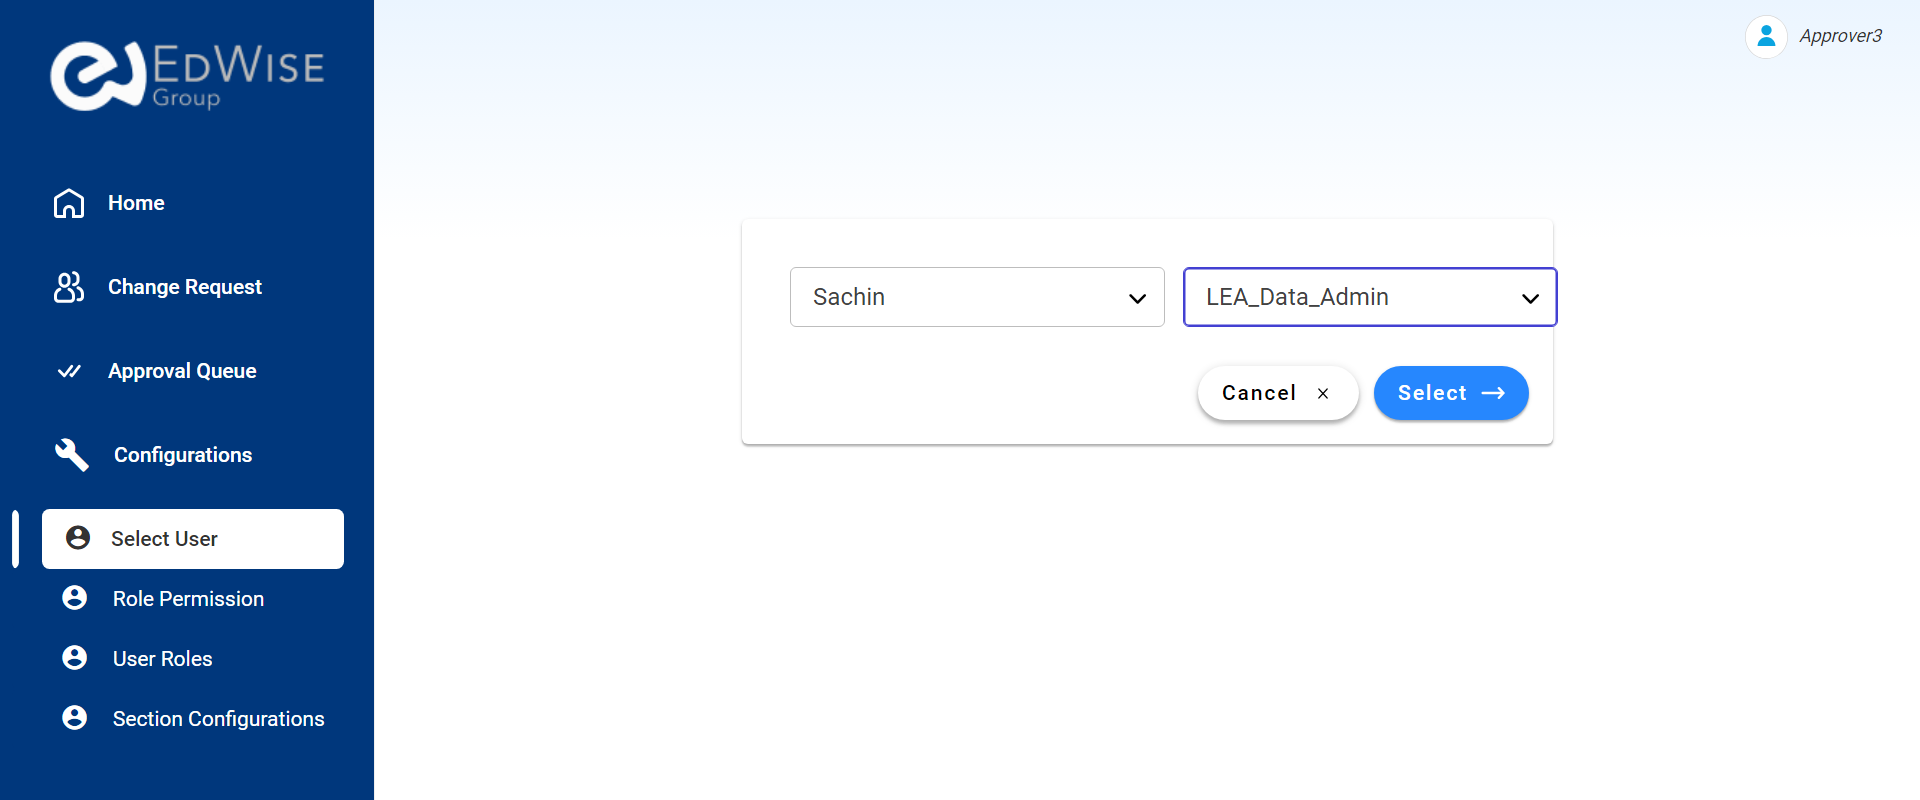 EDWISE
Group
Approver3
Home
Change Request
Approval Queue
Configurations
Select User
Role Permission
User Roles
Section Configurations
Sachin
LEA_Data_Admin
Cancel
Select